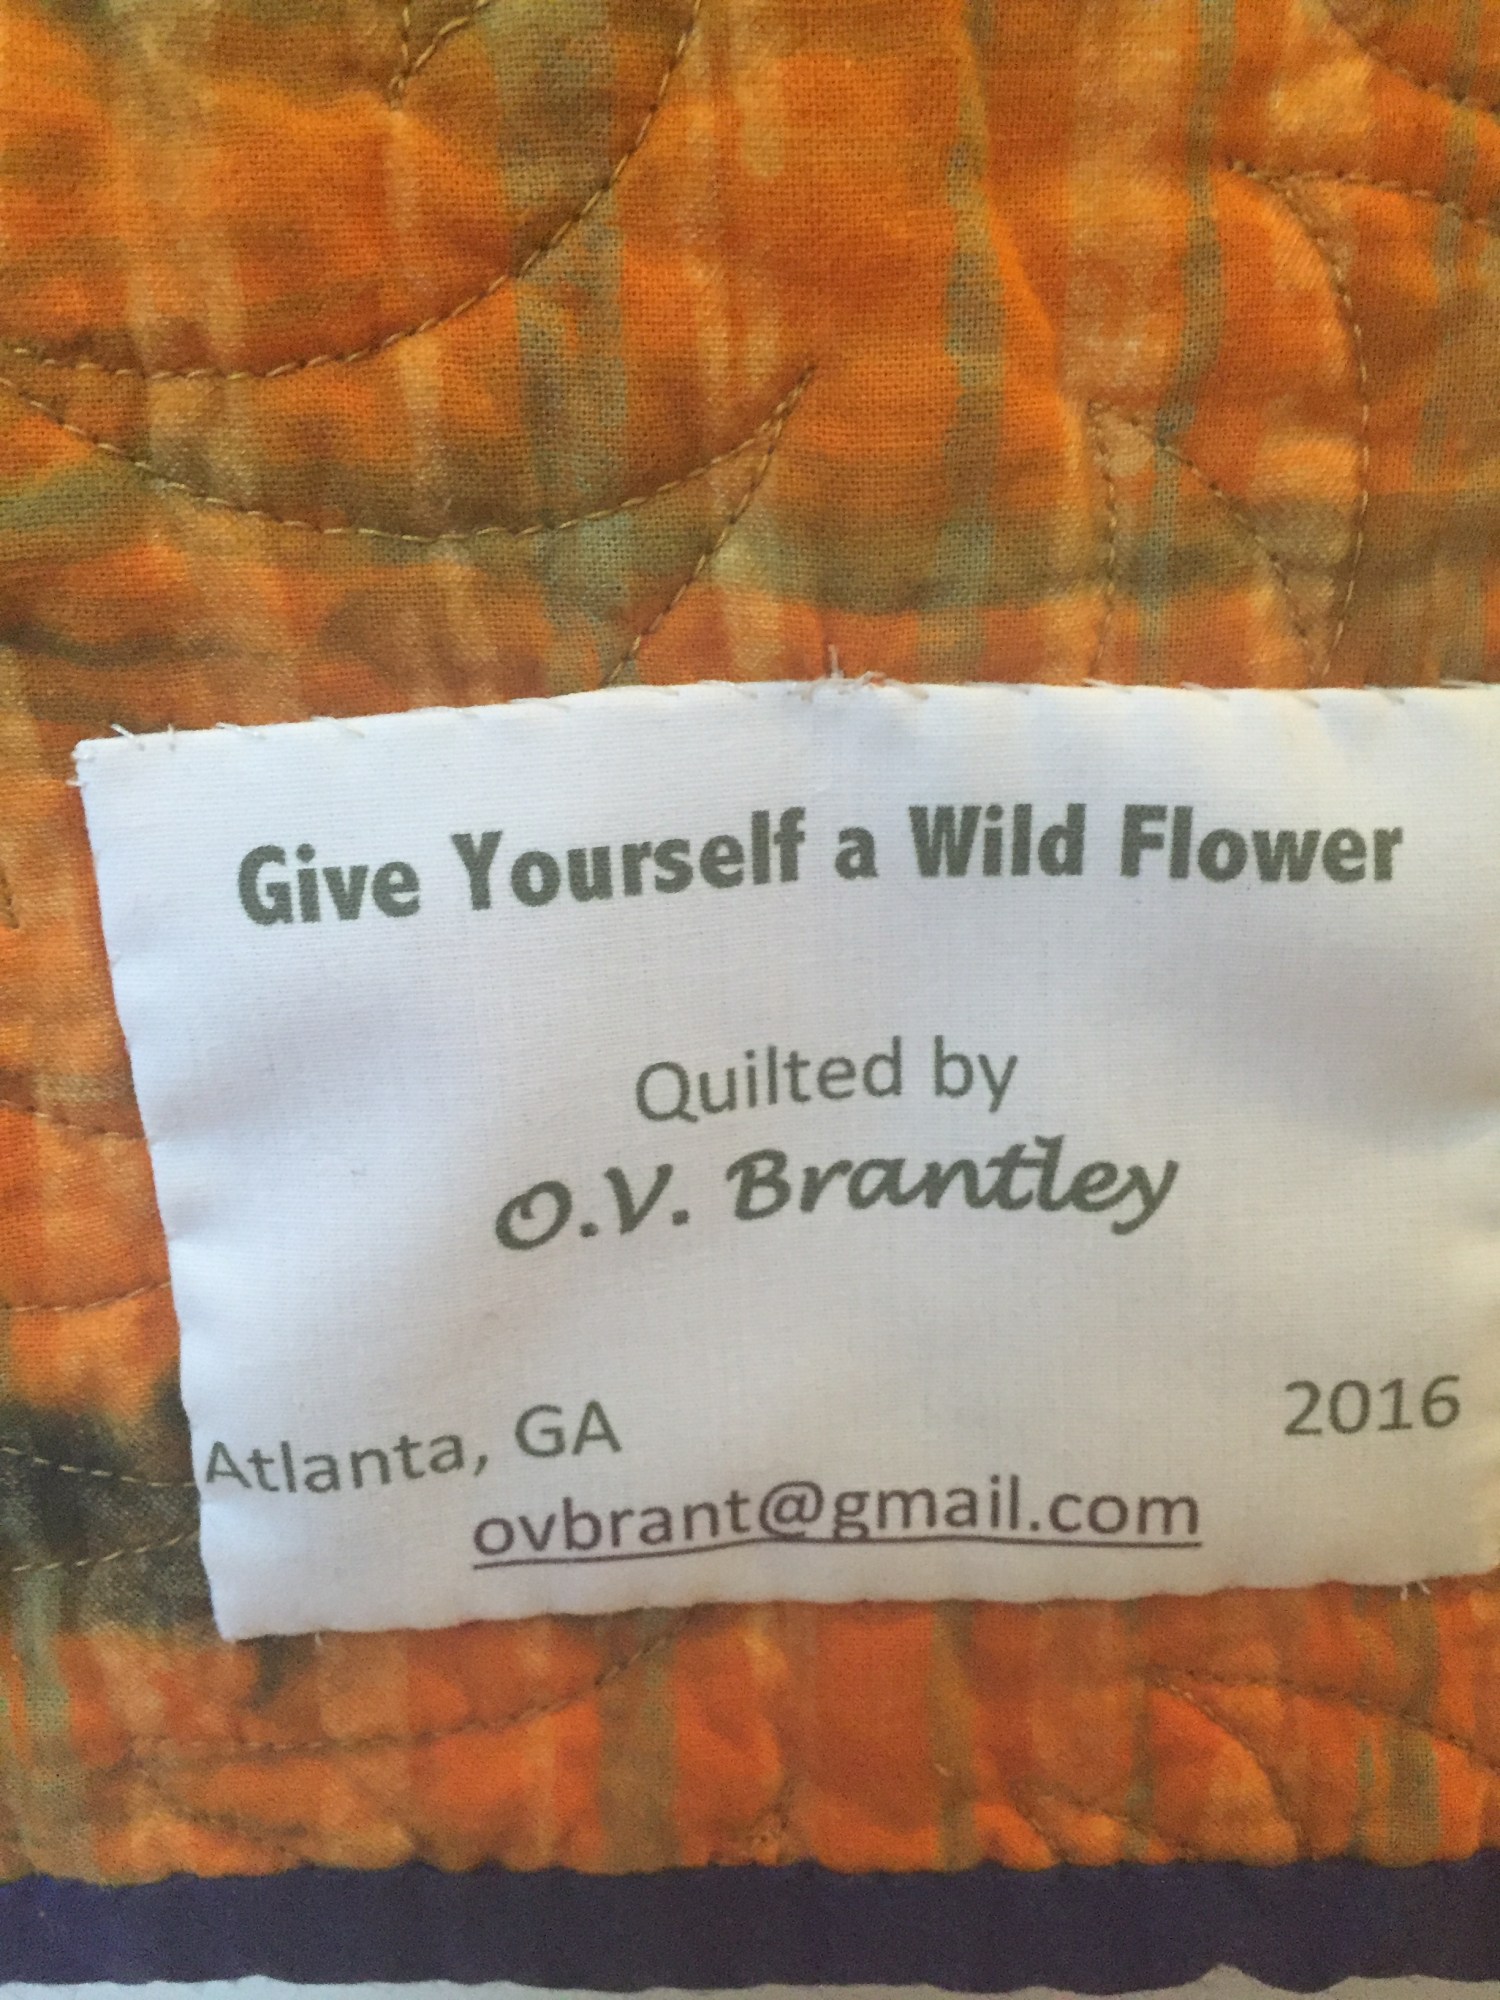 Give Yourself a Wild Flower
Quilted by
O.V. Brantley
Atlanta, GA 2016
ovbrant@gmail.com